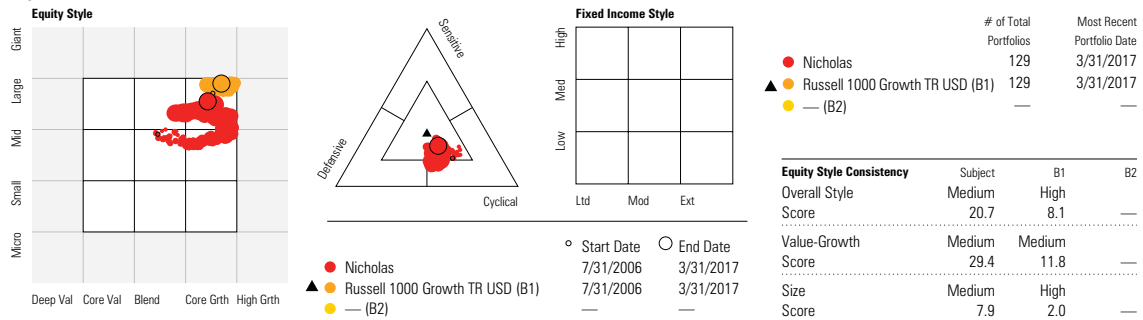 Equity Style
Giant
Large
Mid
Small
Micro
Deep Val Core Val Blend Core Grth High Grth
Sensitive
Defensive
Cyclical
Fixed Income Style
High
Med
Low
Ltd Mod Ext
Start Date End Date
Nicholas 7/31/2006 3/31/2017
Russell 1000 Growth TR USD (B1) 7/31/2006 3/31/2017
— (B2) — —
# of Total Most Recent
Portfolios Portfolio Date
Nicholas 129 3/31/2017
Russell 1000 Growth TR USD (B1) 129 3/31/2017
— (B2) — —
Equity Style Consistency Subject B1 B2
Overall Style Medium High
Score 20.7 8.1 —
Value-Growth Medium Medium
Score 29.4 11.8 —
Size Medium High
Score 7.9 2.0 —